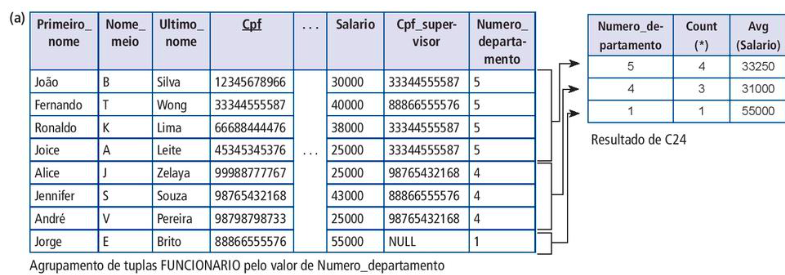 (a)
Primeiro_ nome Nome_ meio Ultimo_ nome Cpf . . . Salario Cpf_super- visor Numero_ departa- mento
João B Silva 12345678966 30000 33344555587 5
Fernando T Wong 33344555587 40000 88866555576 5
Ronaldo K Lima 66688444476 38000 33344555587 5
Joice A Leite 45345345376 . . . 25000 33344555587 5
Alice J Zelaya 99988777767 25000 98765432168 4
Jennifer S Souza 98765432168 43000 88866555576 4
André V Pereira 98798798733 25000 98765432168 4
Jorge E Brito 88866555576 55000 NULL 1
Agrupamento de tuplas FUNCIONARIO pelo valor de Numero_departamento
Numero_de- partamento Count (*) Avg (Salario)
5 4 33250
4 3 31000
1 1 55000
Resultado de C24